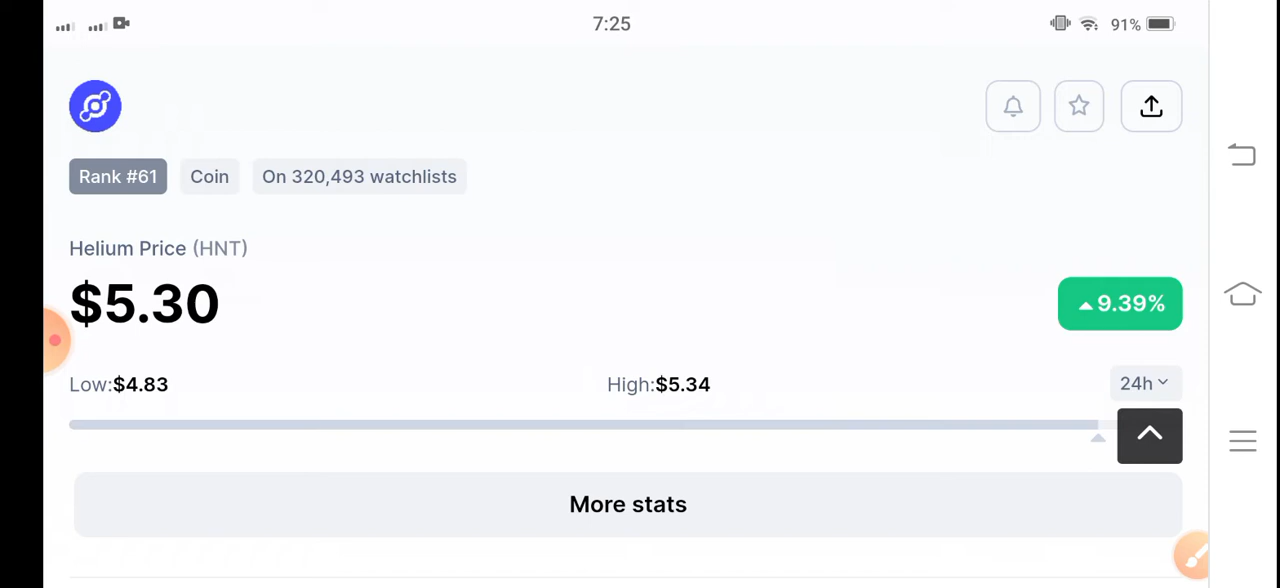 7:25
91%
Rank #61 Coin On 320,493 watchlists
Helium Price (HNT)
$5.30
9.39%
Low:$4.83 High:$5.34 24h
More stats